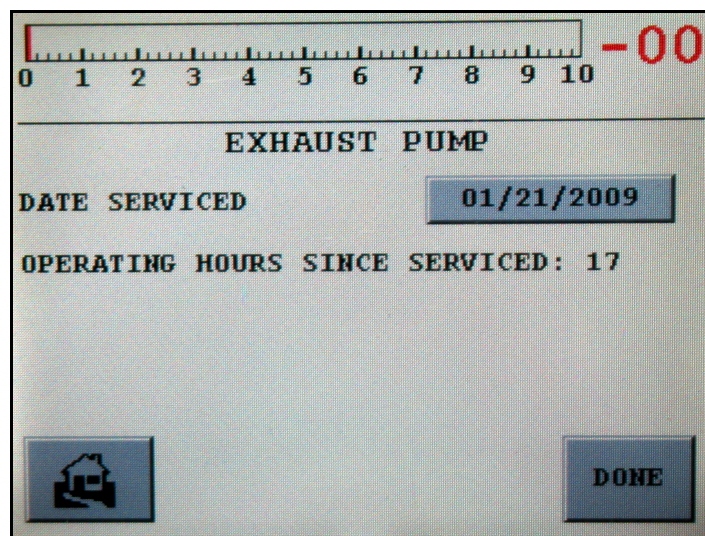 -00
0 1 2 3 4 5 6 7 8 9 10
EXHAUST PUMP
DATE SERVICED 01/21/2009
OPERATING HOURS SINCE SERVICED: 17
DONE